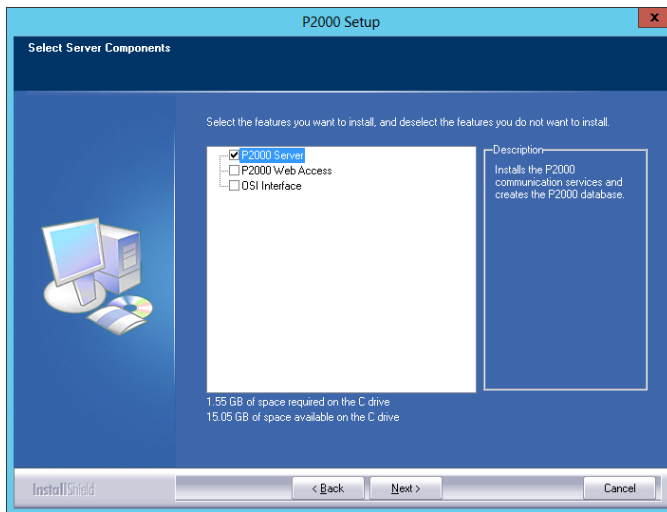 P2000 Setup
x
Select Server Components
Select the features you want to install, and deselect the features you do not want to install.
P2000 Server
P2000 Web Access
OSI Interface
Description
Installs the P2000
communication services and
creates the P2000 database.
1.55 GB of space required on the C drive
15.05 GB of space available on the C drive
InstallShield
< Back
Next >
Cancel